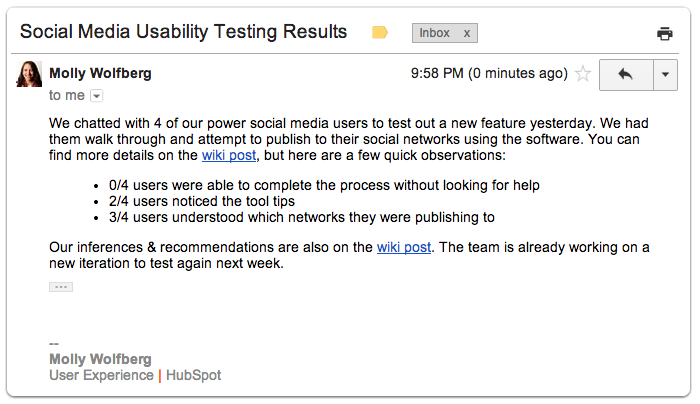 Social Media Usability Testing Results Inbox x
Molly Wolfberg 9:58 PM (0 minutes ago)
to me
We chatted with 4 of our power social media users to test out a new feature yesterday. We had
them walk through and attempt to publish to their social networks using the software. You can
find more details on the wiki post, but here are a few quick observations:
• 0/4 users were able to complete the process without looking for help
• 2/4 users noticed the tool tips
• 3/4 users understood which networks they were publishing to
Our inferences & recommendations are also on the wiki post. The team is already working on a
new iteration to test again next week.
...
--
Molly Wolfberg
User Experience | HubSpot